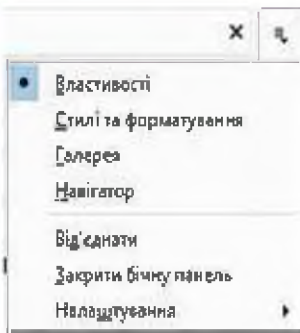 Властивості
Стилі та форматування
Галерея
Навігатор
Від'єднати
Закрити бічну панель
Налаштування